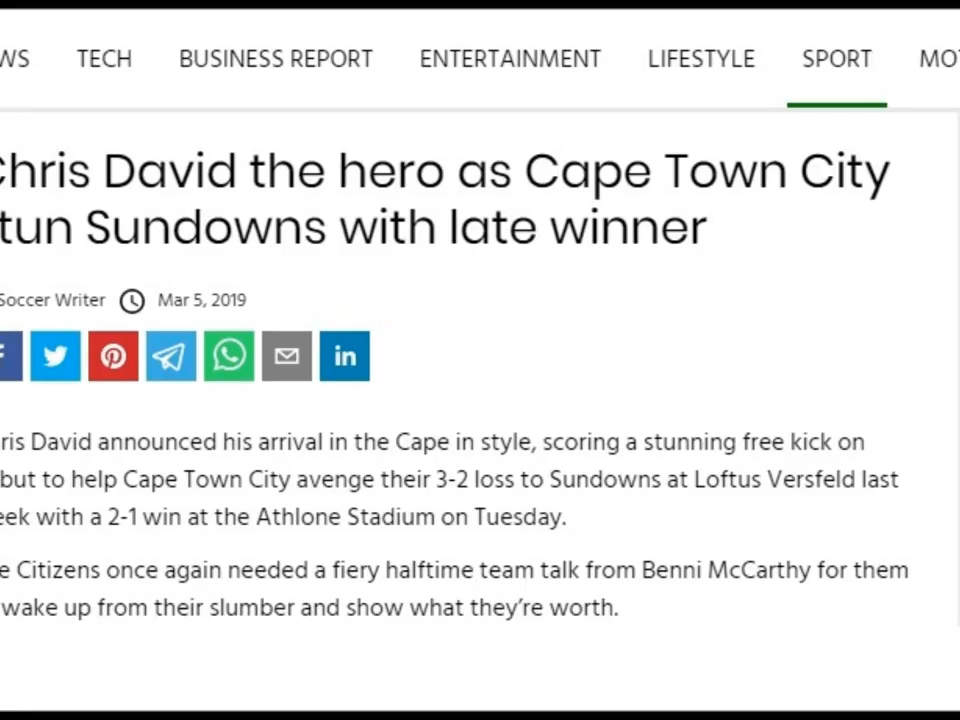 WS TECH BUSINESS REPORT ENTERTAINMENT LIFESTYLE SPORT MO
Chris David the hero as Cape Town City
tun Sundowns with late winner
Soccer Writer Mar 5, 2019
ris David announced his arrival in the Cape in style, scoring a stunning free kick on
but to help Cape Town City avenge their 3-2 loss to Sundowns at Loftus Versfeld last
eek with a 2-1 win at the Athlone Stadium on Tuesday.
e Citizens once again needed a fiery halftime team talk from Benni McCarthy for them
wake up from their slumber and show what they're worth.